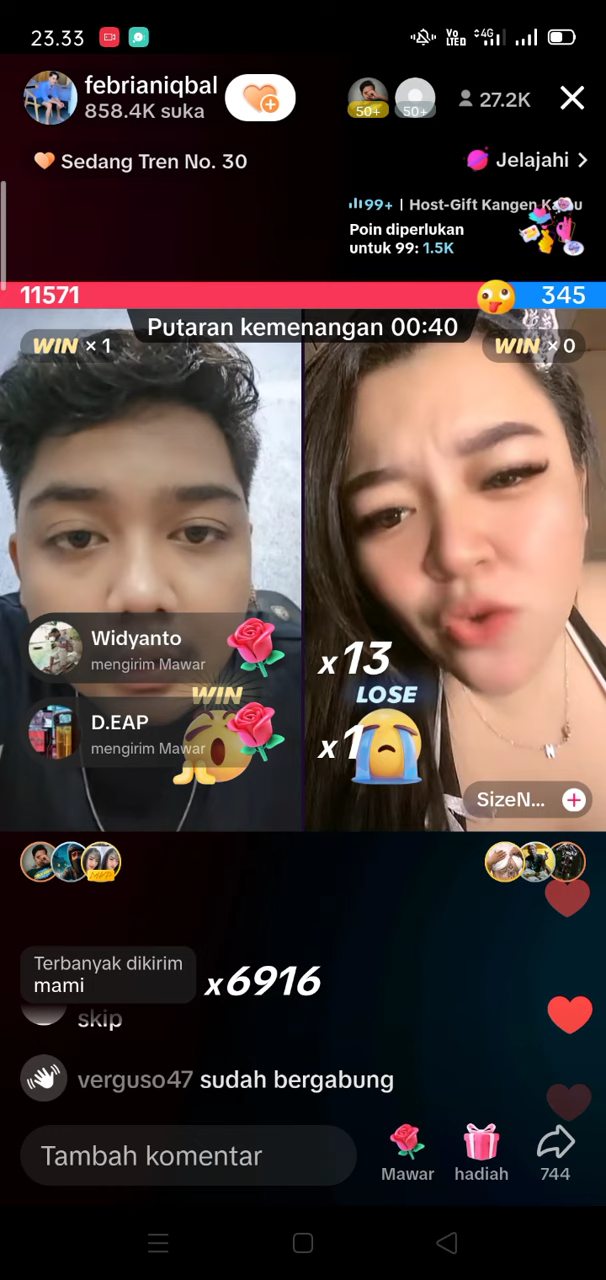 23.33
VoLTED 4G
febrianiqbal
858.4K suka
50+
50+
27.2K
Sedang Tren No. 30
Jelajahi
99+ | Host-Gift Kangen Kamu
Poin diperlukan
untuk 99: 1.5K
11571
345
Putaran kemenangan 00:40
WIN x 1
WIN x 0
Widyanto
mengirim Mawar
x13
WIN
LOSE
D.EAP
mengirim Mawar
x1
SizeN...
Terbanyak dikirim
mami
x6916
skip
verguso47 sudah bergabung
Tambah komentar
Mawar
hadiah
744